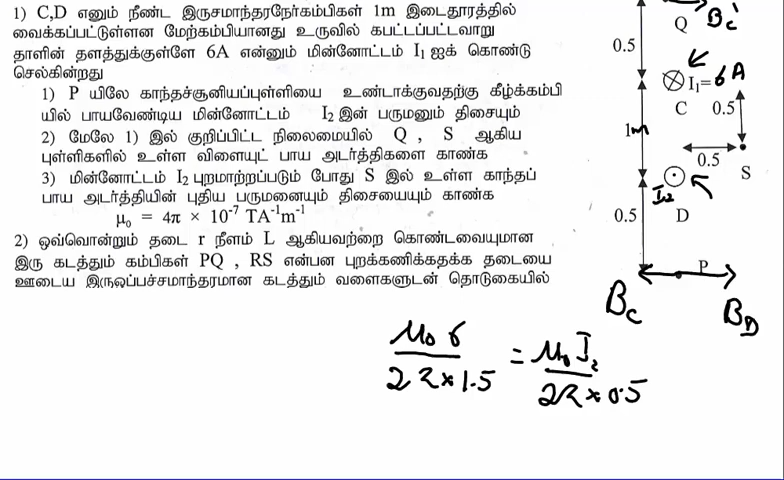 1) C,D எனும் நீண்ட இருசமாந்தரநேர்கம்பிகள் 1m இடைதூரத்தில்
வைக்கப்பட்டுள்ளன மேற்கம்பியானது உருவில் கபட்டப்பட்டவாறு
தாளின் தளத்துக்குள்ளே 6A என்னும் மின்னோட்டம் I₁ ஐக் கொண்டு
செல்கின்றது
1) P யிலே காந்தச்சூனியப்புள்ளியை உண்டாக்குவதற்கு கீழ்க்கம்பி
யில் பாயவேண்டிய மின்னோட்டம் I₂ இன் பருமனும் திசையும்
2) மேலே 1) இல் குறிப்பிட்ட நிலைமையில் Q , S ஆகிய
புள்ளிகளில் உள்ள விளையுட் பாய அடர்த்திகளை காண்க
3) மின்னோட்டம் I₂ புறமாற்றப்படும் போது S இல் உள்ள காந்தப்
பாய அடர்த்தியின் புதிய பருமனையும் திசையையும் காண்க
μ₀ = 4π × 10⁻⁷ TA⁻¹m⁻¹
2) ஒவ்வொன்றும் தடை r நீளம் L ஆகியவற்றை கொண்டவையுமான
இரு கடத்தும் கம்பிகள் PQ , RS என்பன புறக்கணிக்கதக்க தடையை
ஊடைய இருஒப்பச்சமாந்தரமான கடத்தும் வளைகளுடன் தொடுகையில்
Q B_C'
0.5
I₁= 6A
C 0.5
1m
0.5
S
I₂
0.5 D
P
B_C B_D
μ₀ 6 / 2π × 1.5 = μ₀ I₂ / 2π × 0.5